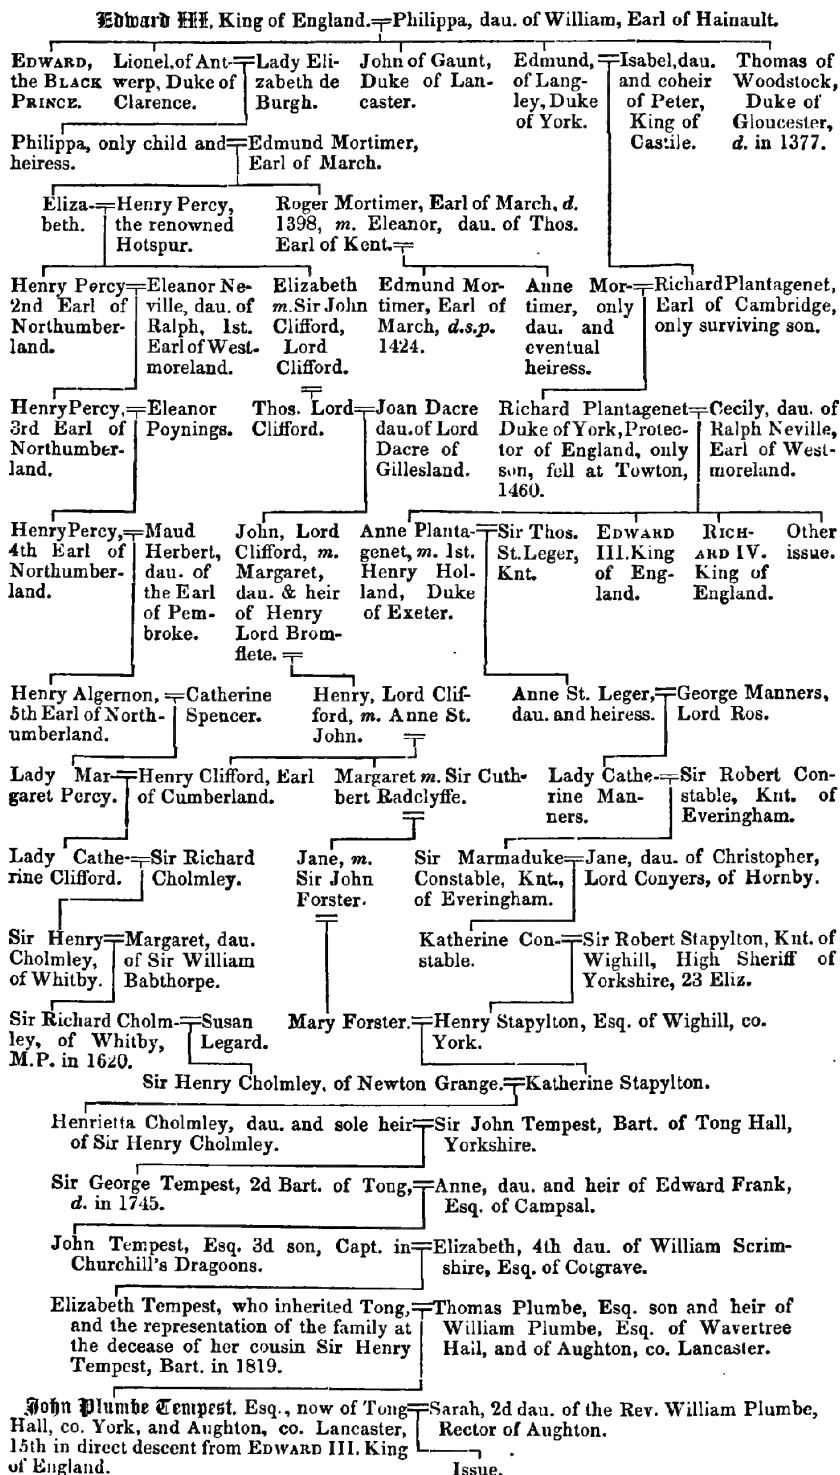 Edward III, King of England.╤Philippa, dau. of William, Earl of Hainault.
EDWARD,
the BLACK
PRINCE.
Lionel, of Ant-
werp, Duke of
Clarence.
Lady Eli-
zabeth de
Burgh.
John of Gaunt,
Duke of Lan-
caster.
Edmund,
of Lang-
ley, Duke
of York.
Isabel, dau.
and coheir
of Peter,
King of
Castile.
Thomas of
Woodstock,
Duke of
Gloucester,
d. in 1377.
Philippa, only child and
heiress.
Edmund Mortimer,
Earl of March.
Eliza-
beth.
Henry Percy,
the renowned
Hotspur.
Roger Mortimer, Earl of March, d.
1398, m. Eleanor, dau. of Thos.
Earl of Kent.
Henry Percy
2nd Earl of
Northumber-
land.
Eleanor Ne-
ville, dau. of
Ralph, 1st.
Earl of West-
moreland.
Elizabeth
m. Sir John
Clifford,
Lord
Clifford.
Edmund Mor-
timer, Earl of
March, d.s.p.
1424.
Anne Mor-
timer, only
dau. and
eventual
heiress.
Richard Plantagenet,
Earl of Cambridge,
only surviving son.
Henry Percy,
3rd Earl of
Northumber-
land.
Eleanor
Poynings.
Thos. Lord
Clifford.
Joan Dacre
dau. of Lord
Dacre of
Gillesland.
Richard Plantagenet
Duke of York, Protec-
tor of England, only
son, fell at Towton,
1460.
Cecily, dau. of
Ralph Neville,
Earl of West-
moreland.
Henry Percy,
4th Earl of
Northumber-
land.
Maud
Herbert,
dau. of
the Earl
of Pem-
broke.
John, Lord
Clifford, m.
Margaret,
dau. & heir
of Henry
Lord Brom-
flete.
Anne Planta-
genet, m. 1st.
Henry Hol-
land, Duke
of Exeter.
Sir Thos.
St. Leger,
Knt.
EDWARD
III. King
of Eng-
land.
RICH-
ARD IV.
King of
England.
Other
issue.
Henry Algernon,
5th Earl of North-
umberland.
Catherine
Spencer.
Henry, Lord Clif-
ford, m. Anne St.
John.
Anne St. Leger,
dau. and heiress.
George Manners,
Lord Ros.
Lady Mar-
garet Percy.
Henry Clifford, Earl
of Cumberland.
Margaret m. Sir Cuth-
bert Radclyffe.
Lady Cathe-
rine Man-
ners.
Sir Robert Con-
stable, Knt. of
Everingham.
Lady Cathe-
rine Clifford.
Sir Richard
Cholmley.
Jane, m.
Sir John
Forster.
Sir Marmaduke
Constable, Knt.,
of Everingham.
Jane, dau. of Christopher,
Lord Conyers, of Hornby.
Sir Henry
Cholmley,
of Whitby.
Margaret, dau.
of Sir William
Babthorpe.
Katherine Con-
stable.
Sir Robert Stapylton, Knt. of
Wighill, High Sheriff of
Yorkshire, 23 Eliz.
Sir Richard Cholm-
ley, of Whitby,
M.P. in 1620.
Susan
Legard.
Mary Forster.
Henry Stapylton, Esq. of Wighill, co.
York.
Sir Henry Cholmley, of Newton Grange.╤Katherine Stapylton.
Henrietta Cholmley, dau. and sole heir
of Sir Henry Cholmley.
Sir John Tempest, Bart. of Tong Hall,
Yorkshire.
Sir George Tempest, 2d Bart. of Tong,
d. in 1745.
Anne, dau. and heir of Edward Frank,
Esq. of Campsal.
John Tempest, Esq. 3d son, Capt. in
Churchill's Dragoons.
Elizabeth, 4th dau. of William Scrim-
shire, Esq. of Cotgrave.
Elizabeth Tempest, who inherited Tong,
and the representation of the family at
the decease of her cousin Sir Henry
Tempest, Bart. in 1819.
Thomas Plumbe, Esq. son and heir of
William Plumbe, Esq. of Wavertree
Hall, and of Aughton, co. Lancaster.
John Plumbe Tempest, Esq., now of Tong
Hall, co. York, and Aughton, co. Lancaster,
15th in direct descent from EDWARD III. King
of England.
Sarah, 2d dau. of the Rev. William Plumbe,
Rector of Aughton.
Issue.